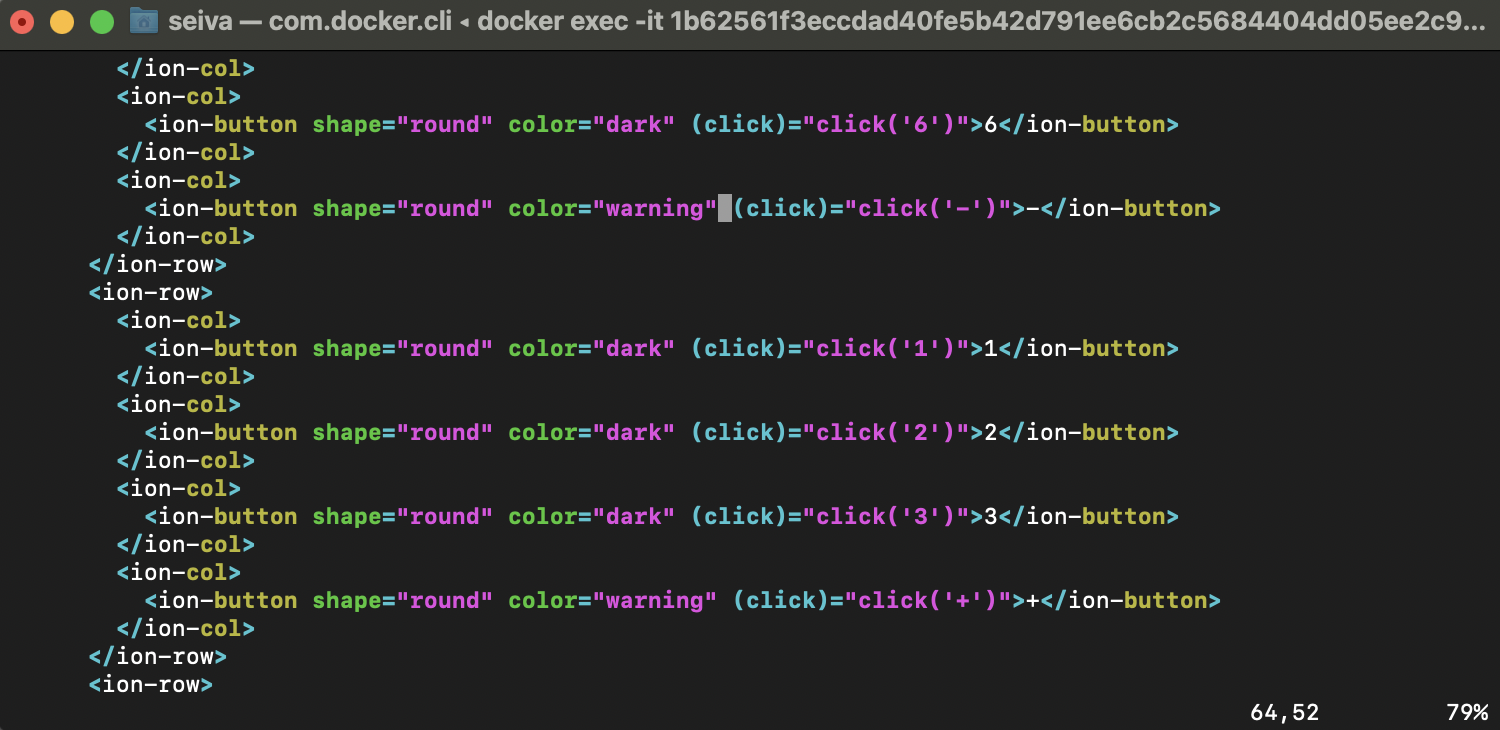 seiva — com.docker.cli ◂ docker exec -it 1b62561f3eccdad40fe5b42d791ee6cb2c5684404dd05ee2c9...
        </ion-col>
        <ion-col>
          <ion-button shape="round" color="dark" (click)="click('6')">6</ion-button>
        </ion-col>
        <ion-col>
          <ion-button shape="round" color="warning" (click)="click('-')">-</ion-button>
        </ion-col>
      </ion-row>
      <ion-row>
        <ion-col>
          <ion-button shape="round" color="dark" (click)="click('1')">1</ion-button>
        </ion-col>
        <ion-col>
          <ion-button shape="round" color="dark" (click)="click('2')">2</ion-button>
        </ion-col>
        <ion-col>
          <ion-button shape="round" color="dark" (click)="click('3')">3</ion-button>
        </ion-col>
        <ion-col>
          <ion-button shape="round" color="warning" (click)="click('+')">+</ion-button>
        </ion-col>
      </ion-row>
      <ion-row>
64,52 79%